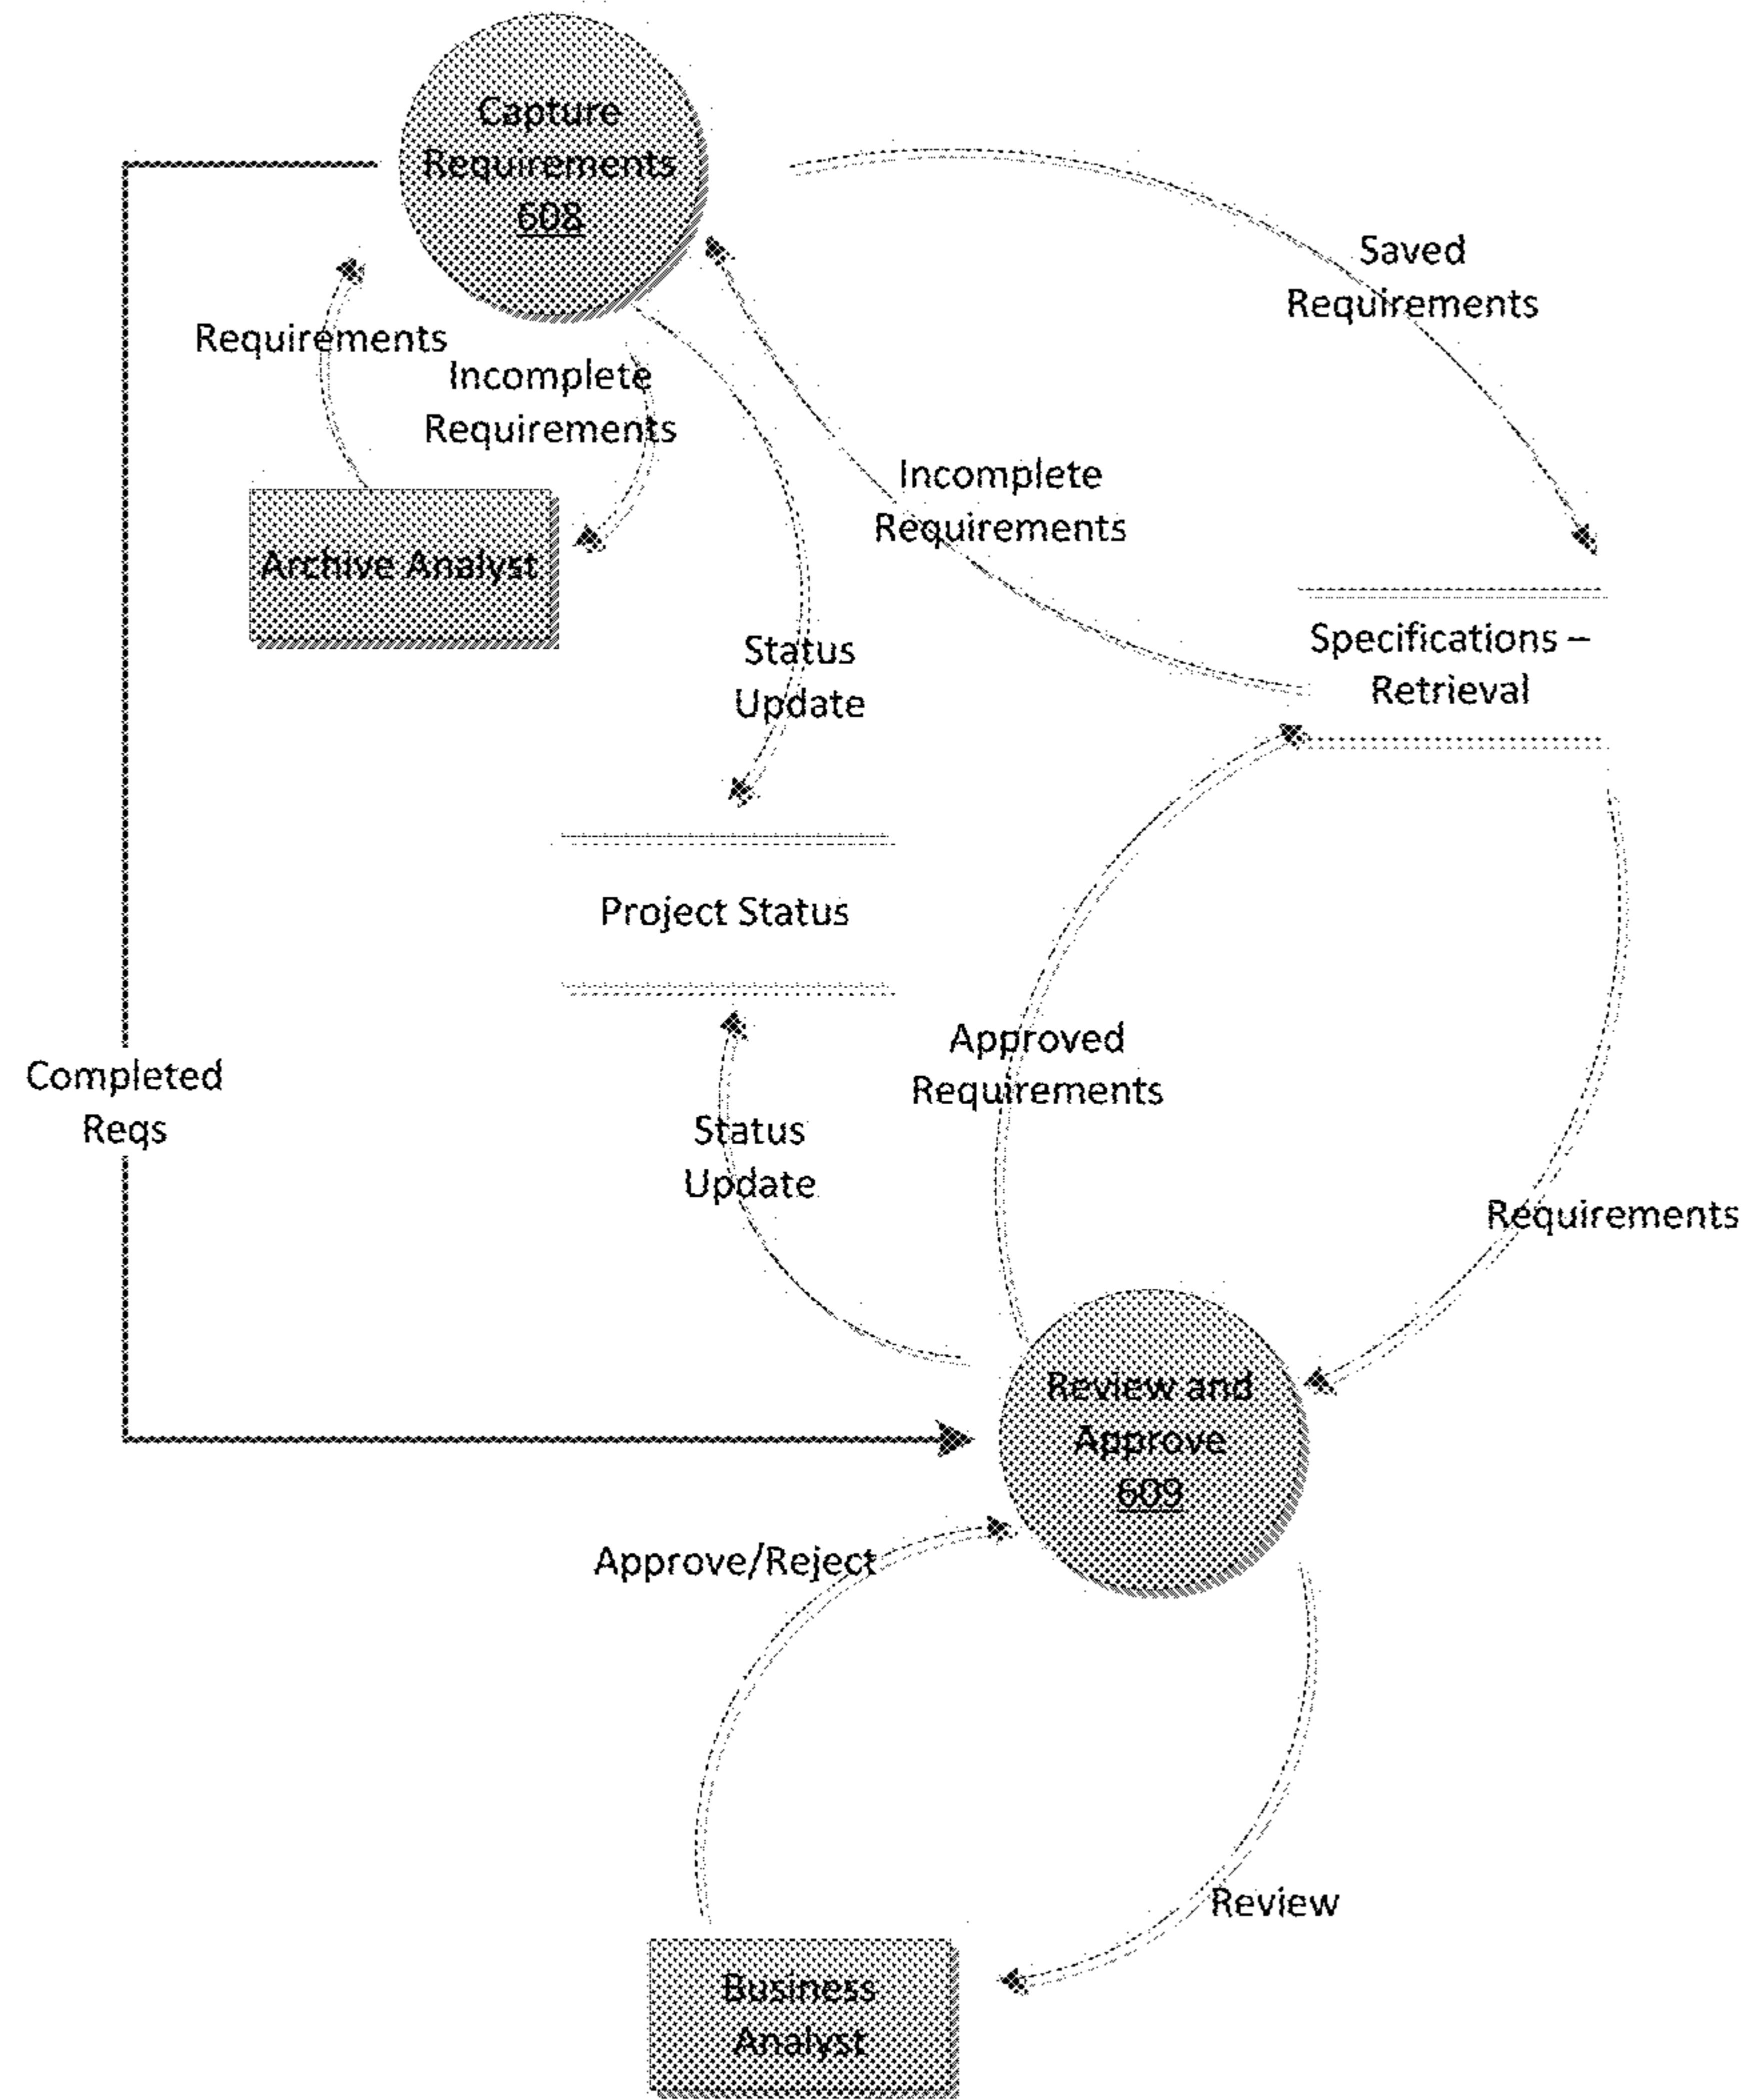 Capture
Requirements
608
Saved
Requirements
Requirements
Incomplete
Requirements
Incomplete
Requirements
Archive Analyst
Status
Update
Specifications –
Retrieval
Project Status
Completed
Reqs
Approved
Requirements
Status
Update
Requirements
Review and
Approve
609
Approve/Reject
Review
Business
Analyst